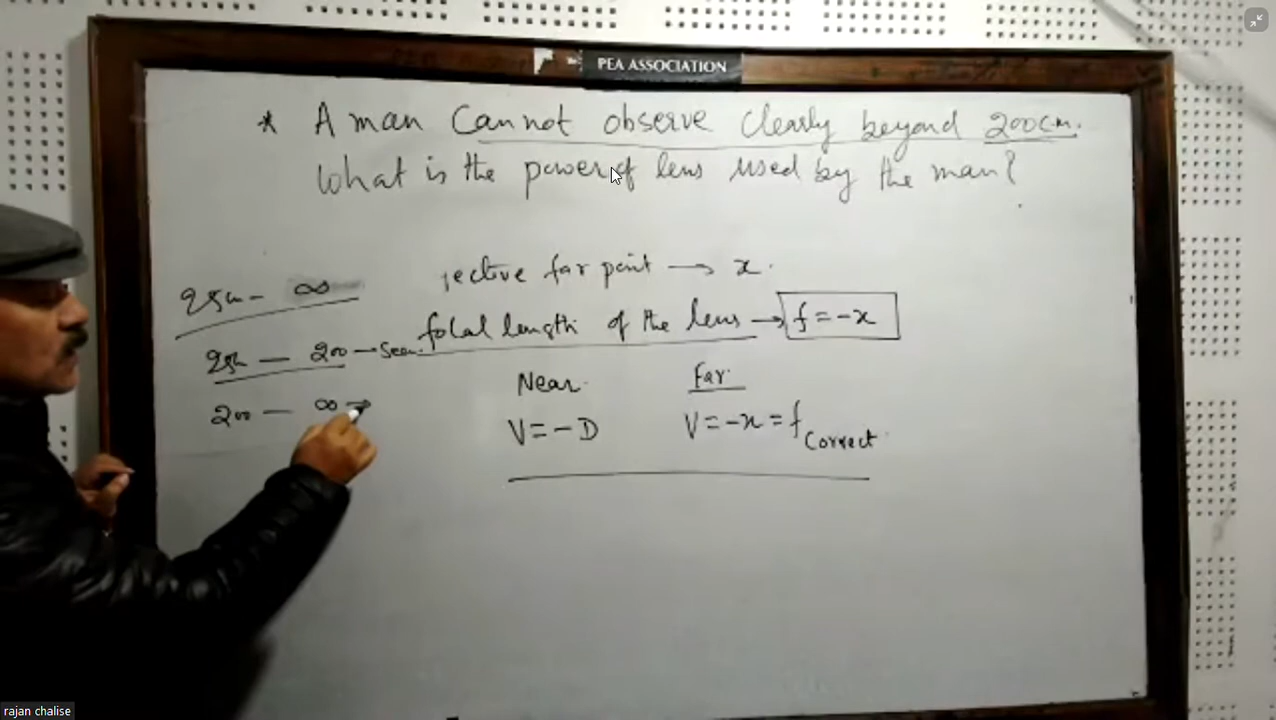 PEA ASSOCIATION
* A man cannot observe clearly beyond 200cm.
What is the power of lens used by the man?
jective far point → x.
25cm - ∞
focal length of the lens → f = -x
25cm — 200 → seen
Near Far
200 — ∞ →
V = -D V = -x = f correct
rajan chalise